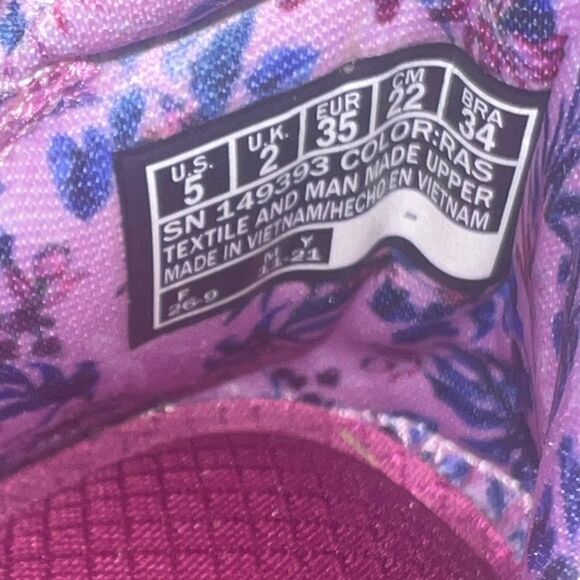 U.S. U.K. EUR CM BRA
5 2 35 22 34
SN 149393 COLOR:RAS
TEXTILE AND MAN MADE UPPER
MADE IN VIETNAM/HECHO EN VIETNAM
F M Y
26-9 11-21